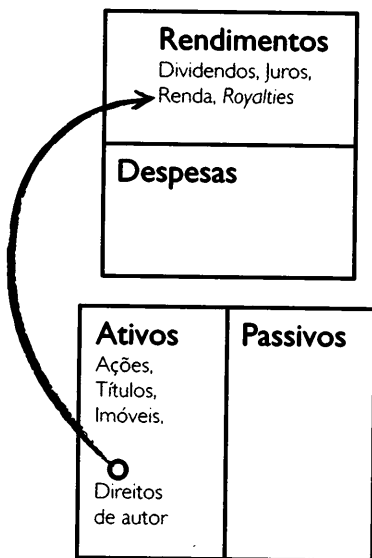 Rendimentos
Dividendos, Juros,
Renda, Royalties
Despesas
Ativos
Ações,
Títulos,
Imóveis,
Direitos
de autor
Passivos